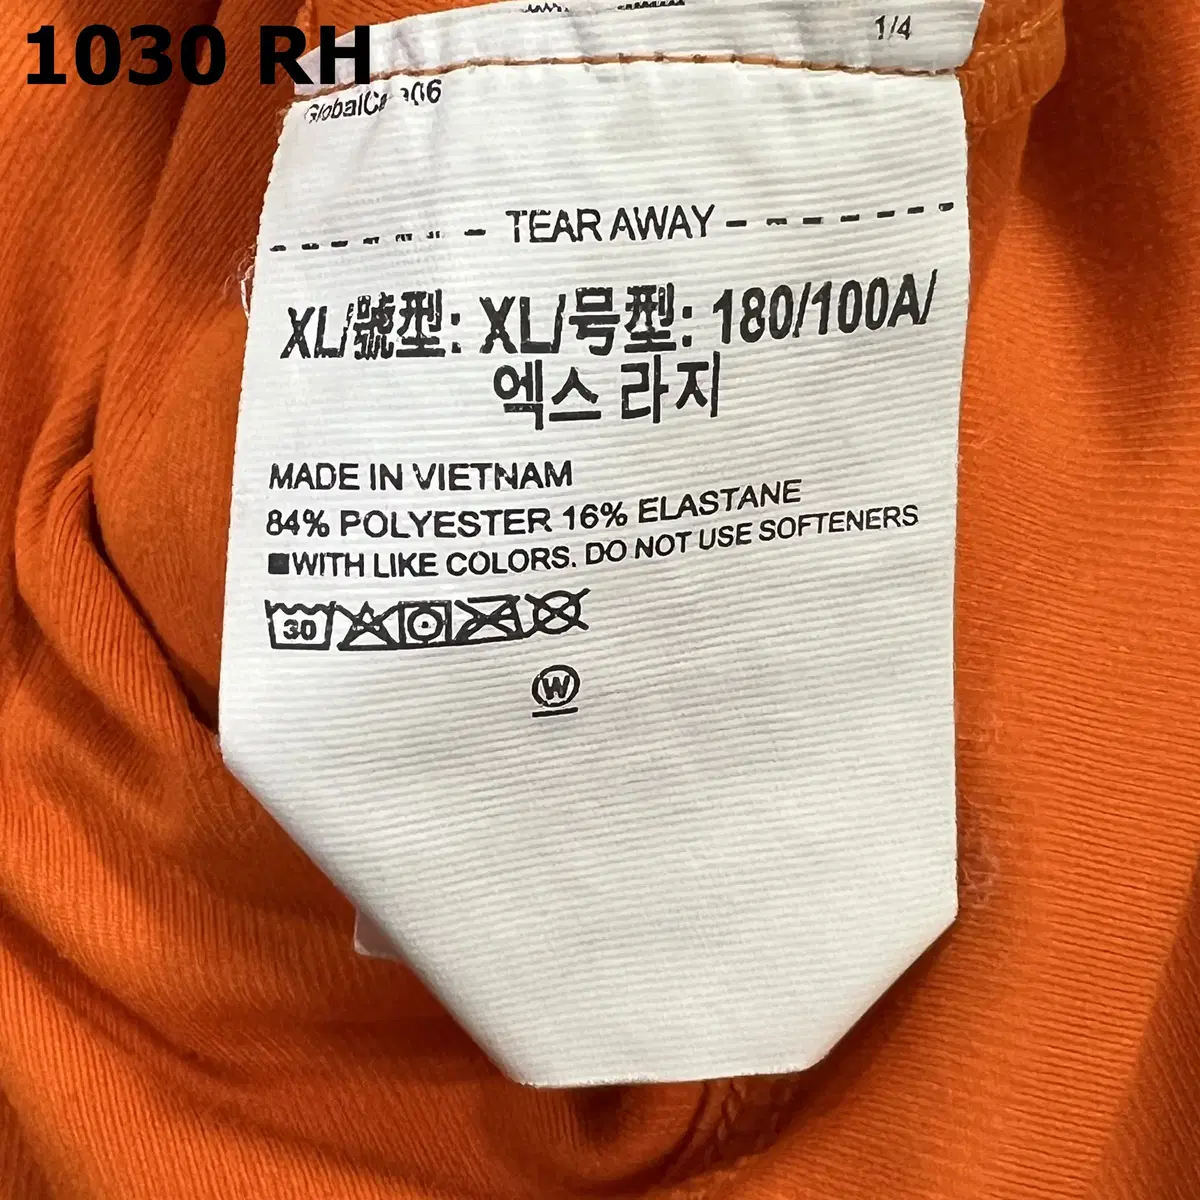 1030 RH
1/4
TEAR AWAY
XL/號型: XL/号型: 180/100A/
엑스 라지
MADE IN VIETNAM
84% POLYESTER 16% ELASTANE
WITH LIKE COLORS. DO NOT USE SOFTENERS
30
W